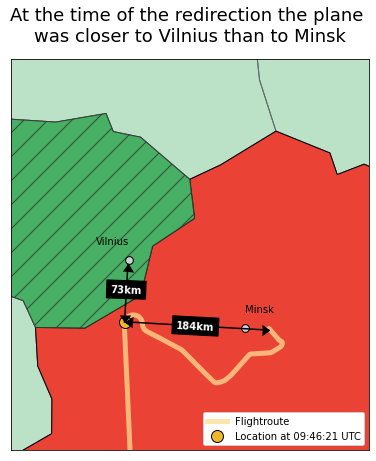 At the time of the redirection the plane
was closer to Vilnius than to Minsk
Vilnius
73km
Minsk
184km
Flightroute
Location at 09:46:21 UTC